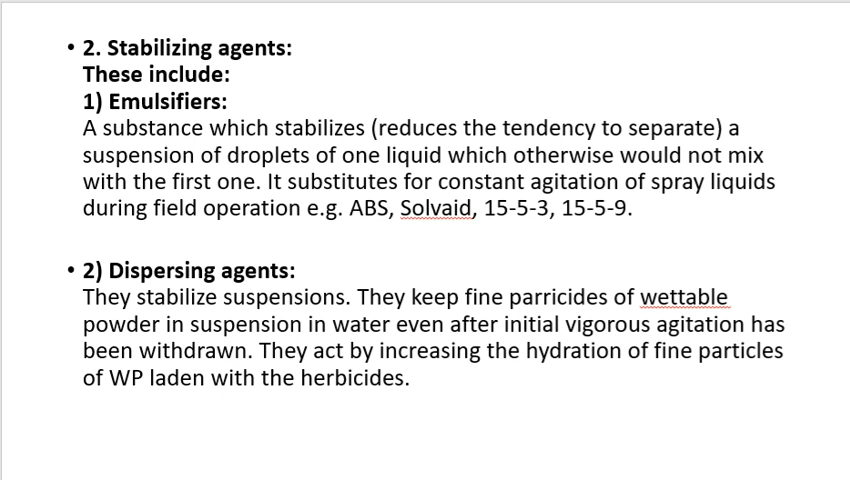 • 2. Stabilizing agents:
These include:
1) Emulsifiers:
A substance which stabilizes (reduces the tendency to separate) a
suspension of droplets of one liquid which otherwise would not mix
with the first one. It substitutes for constant agitation of spray liquids
during field operation e.g. ABS, Solvaid, 15-5-3, 15-5-9.
• 2) Dispersing agents:
They stabilize suspensions. They keep fine parricides of wettable
powder in suspension in water even after initial vigorous agitation has
been withdrawn. They act by increasing the hydration of fine particles
of WP laden with the herbicides.